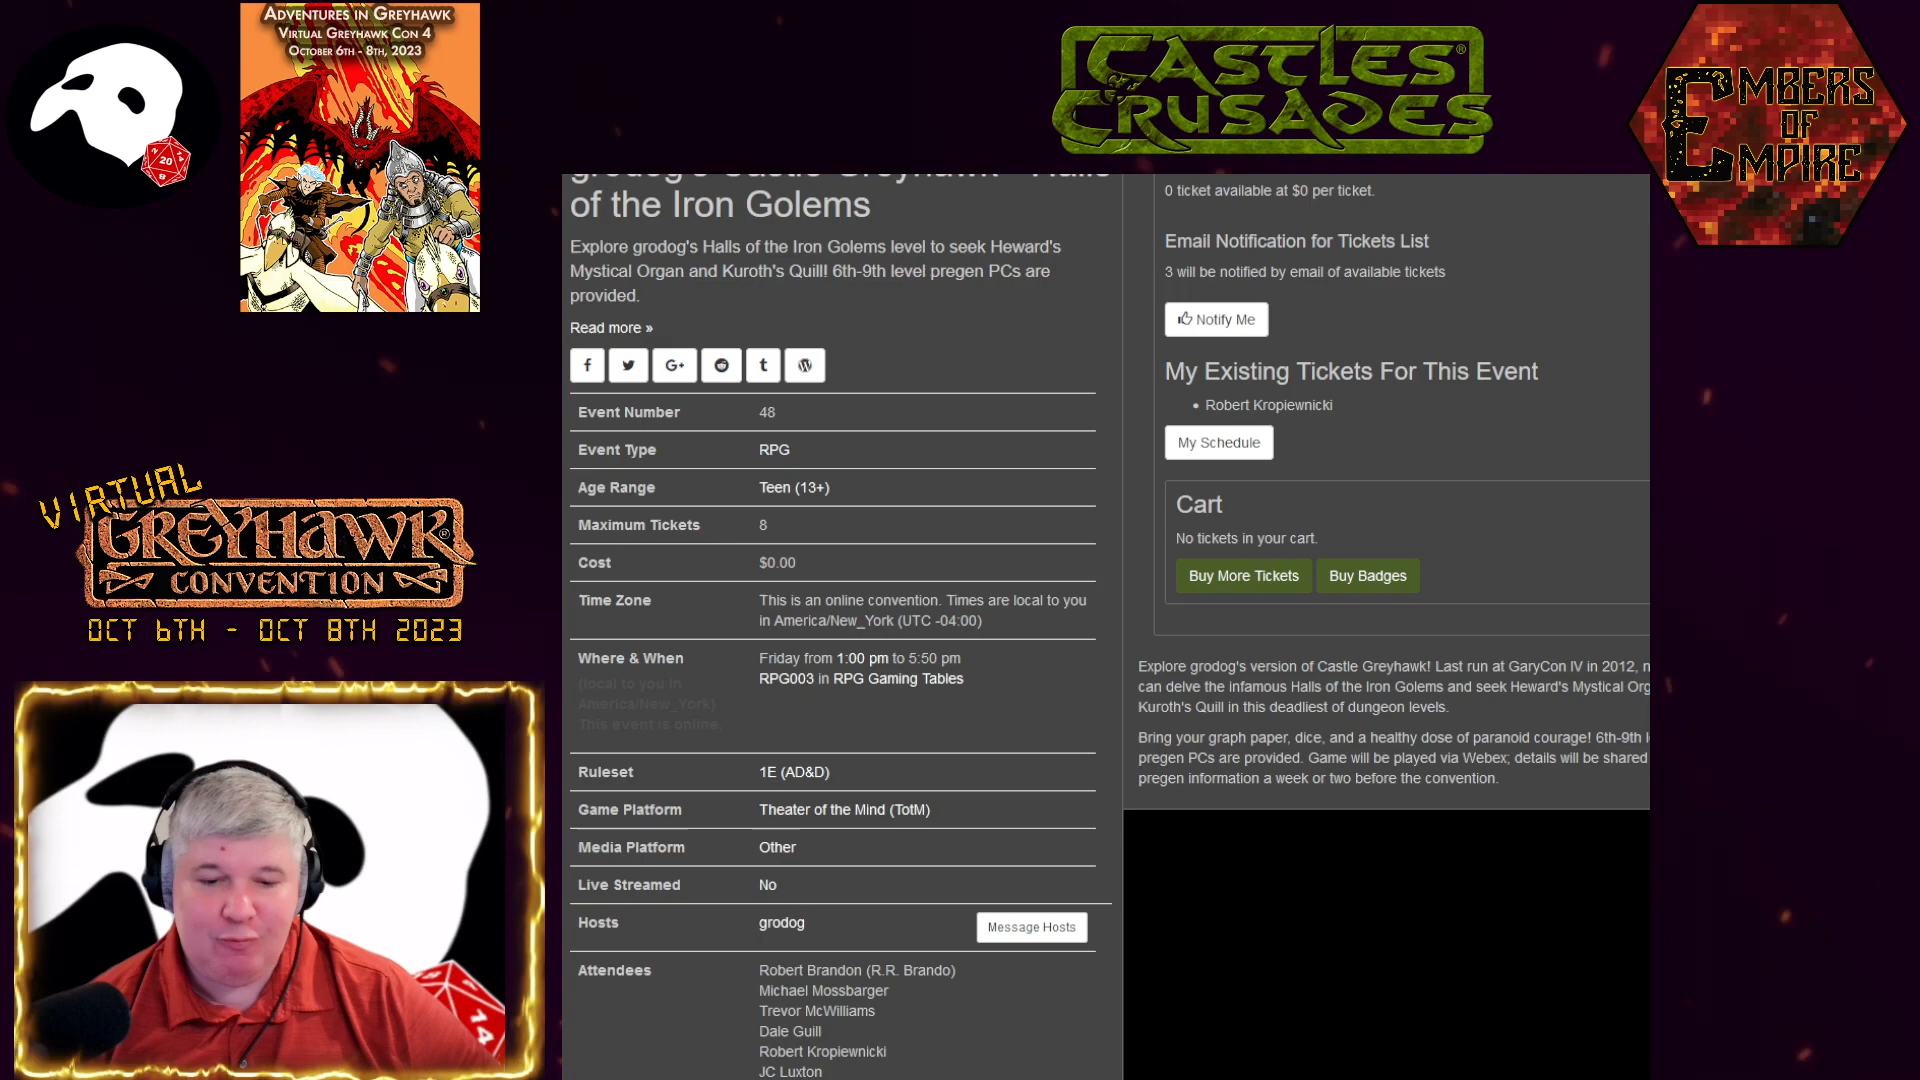 ADVENTURES IN GREYHAWK
VIRTUAL GREYHAWK CON 4
OCTOBER 6TH - 8TH, 2023
20
8
CASTLES®
&
CRUSADES
EMBERS
OF
EMPIRE
VIRTUAL
GREYHAWK®
CONVENTION
OCT 6TH - OCT 8TH 2023
14
of the Iron Golems
Explore grodog's Halls of the Iron Golems level to seek Heward's
Mystical Organ and Kuroth's Quill! 6th-9th level pregen PCs are
provided.
Read more »
Event Number 48
Event Type RPG
Age Range Teen (13+)
Maximum Tickets 8
Cost $0.00
Time Zone This is an online convention. Times are local to you
in America/New_York (UTC -04:00)
Where & When Friday from 1:00 pm to 5:50 pm
(local to you in RPG003 in RPG Gaming Tables
America/New_York)
This event is online.
Ruleset 1E (AD&D)
Game Platform Theater of the Mind (TotM)
Media Platform Other
Live Streamed No
Hosts grodog Message Hosts
Attendees Robert Brandon (R.R. Brando)
Michael Mossbarger
Trevor McWilliams
Dale Guill
Robert Kropiewnicki
JC Luxton
0 ticket available at $0 per ticket.
Email Notification for Tickets List
3 will be notified by email of available tickets
Notify Me
My Existing Tickets For This Event
• Robert Kropiewnicki
My Schedule
Cart
No tickets in your cart.
Buy More Tickets Buy Badges
Explore grodog's version of Castle Greyhawk! Last run at GaryCon IV in 2012,
can delve the infamous Halls of the Iron Golems and seek Heward's Mystical
Kuroth's Quill in this deadliest of dungeon levels.
Bring your graph paper, dice, and a healthy dose of paranoid courage! 6th-9th
pregen PCs are provided. Game will be played via Webex; details will be shared
pregen information a week or two before the convention.